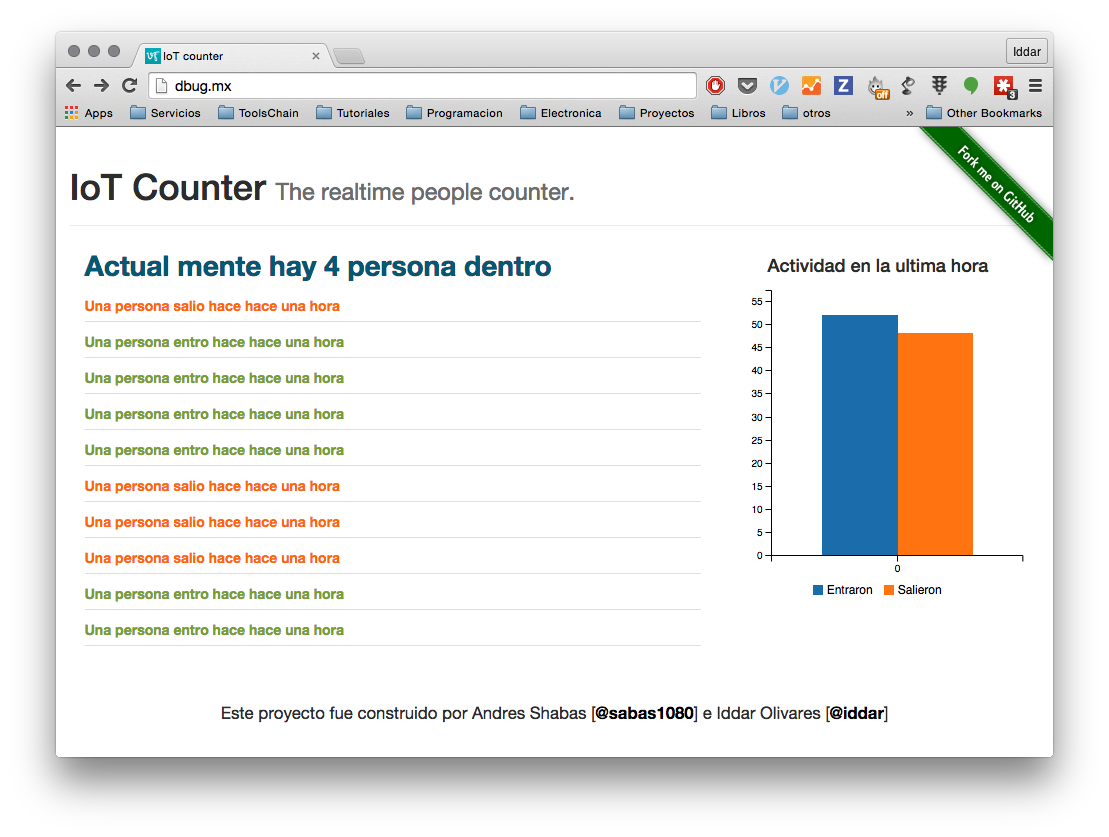 IoT counter
Iddar
dbug.mx
off
3
Apps Servicios ToolsChain Tutoriales Programacion Electronica Proyectos Libros otros » Other Bookmarks
Fork me on GitHub
IoT Counter The realtime people counter.
Actual mente hay 4 persona dentro
Una persona salio hace hace una hora
Una persona entro hace hace una hora
Una persona entro hace hace una hora
Una persona entro hace hace una hora
Una persona entro hace hace una hora
Una persona salio hace hace una hora
Una persona salio hace hace una hora
Una persona salio hace hace una hora
Una persona entro hace hace una hora
Una persona entro hace hace una hora
Actividad en la ultima hora
55
50
45
40
35
30
25
20
15
10
5
0
0
Entraron Salieron
Este proyecto fue construido por Andres Shabas [@sabas1080] e Iddar Olivares [@iddar]